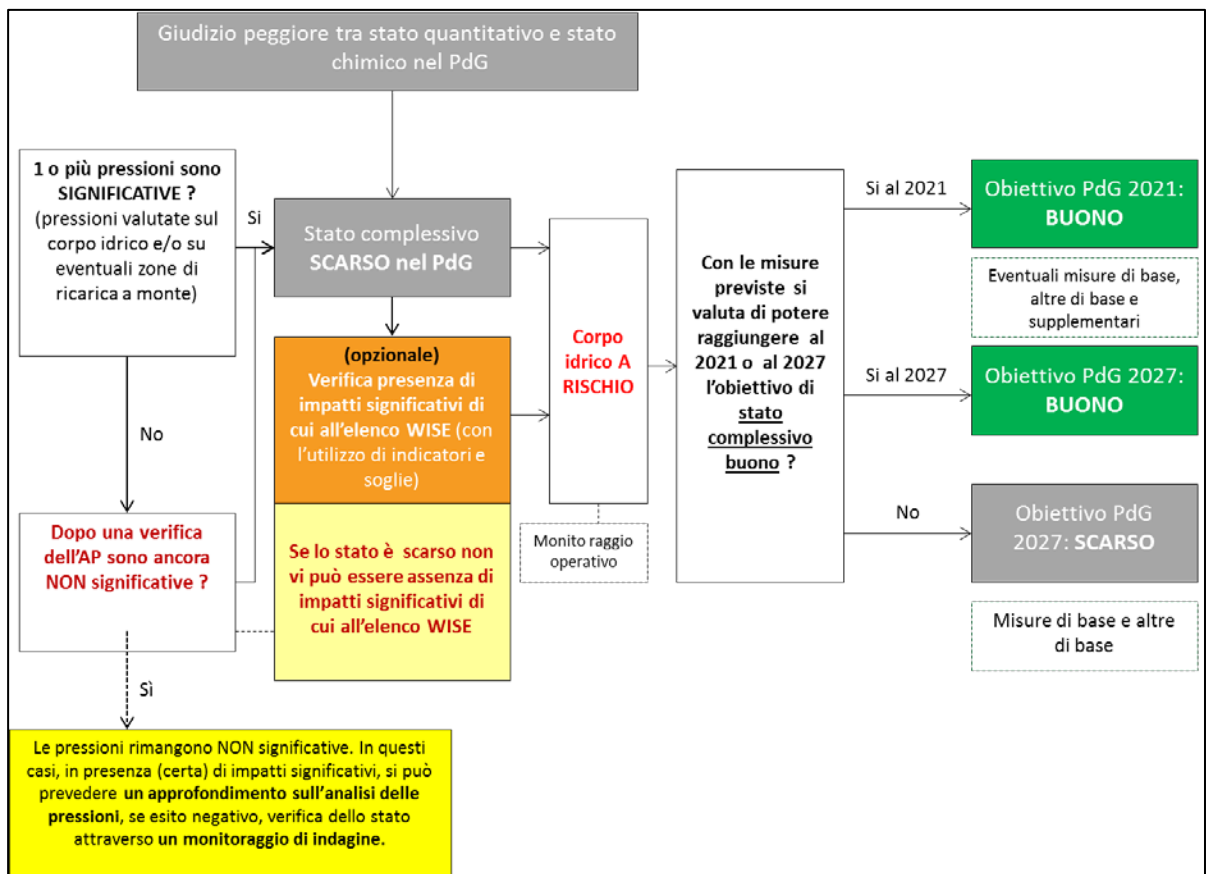 Giudizio peggiore tra stato quantitativo e stato
chimico nel PdG
1 o più pressioni sono
SIGNIFICATIVE ?
(pressioni valutate sul
corpo idrico e/o su
eventuali zone di
ricarica a monte)
Si
Stato complessivo
SCARSO nel PdG
(opzionale)
Verifica presenza di
impatti significativi di
cui all'elenco WISE (con
l'utilizzo di indicatori e
soglie)
Se lo stato è scarso non
vi può essere assenza di
impatti significativi di
cui all'elenco WISE
No
Dopo una verifica
dell'AP sono ancora
NON significative ?
Sì
Le pressioni rimangono NON significative. In questi
casi, in presenza (certa) di impatti significativi, si può
prevedere un approfondimento sull'analisi delle
pressioni, se esito negativo, verifica dello stato
attraverso un monitoraggio di indagine.
Corpo
idrico A
RISCHIO
Monito raggio
operativo
Con le misure
previste si
valuta di potere
raggiungere al
2021 o al 2027
l'obiettivo di
stato
complessivo
buono ?
Si al 2021
Obiettivo PdG 2021:
BUONO
Eventuali misure di base,
altre di base e
supplementari
Si al 2027
Obiettivo PdG 2027:
BUONO
No
Obiettivo PdG
2027: SCARSO
Misure di base e altre
di base